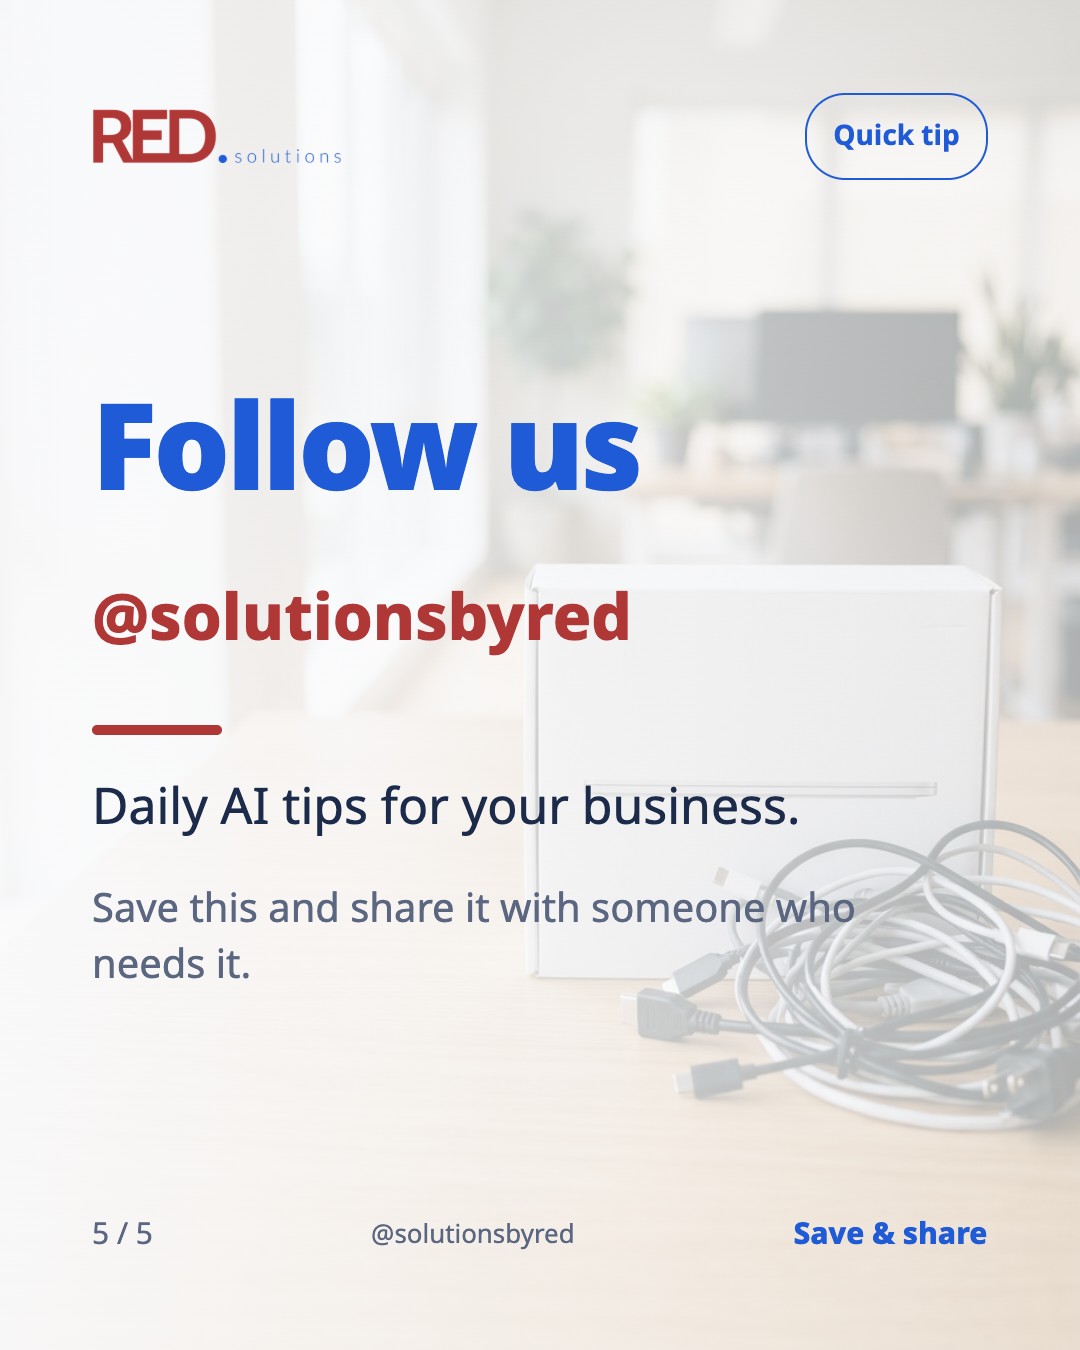 RED.solutions
Quick tip
Follow us
@solutionsbyred
Daily AI tips for your business.
Save this and share it with someone who
needs it.
5 / 5
@solutionsbyred
Save & share